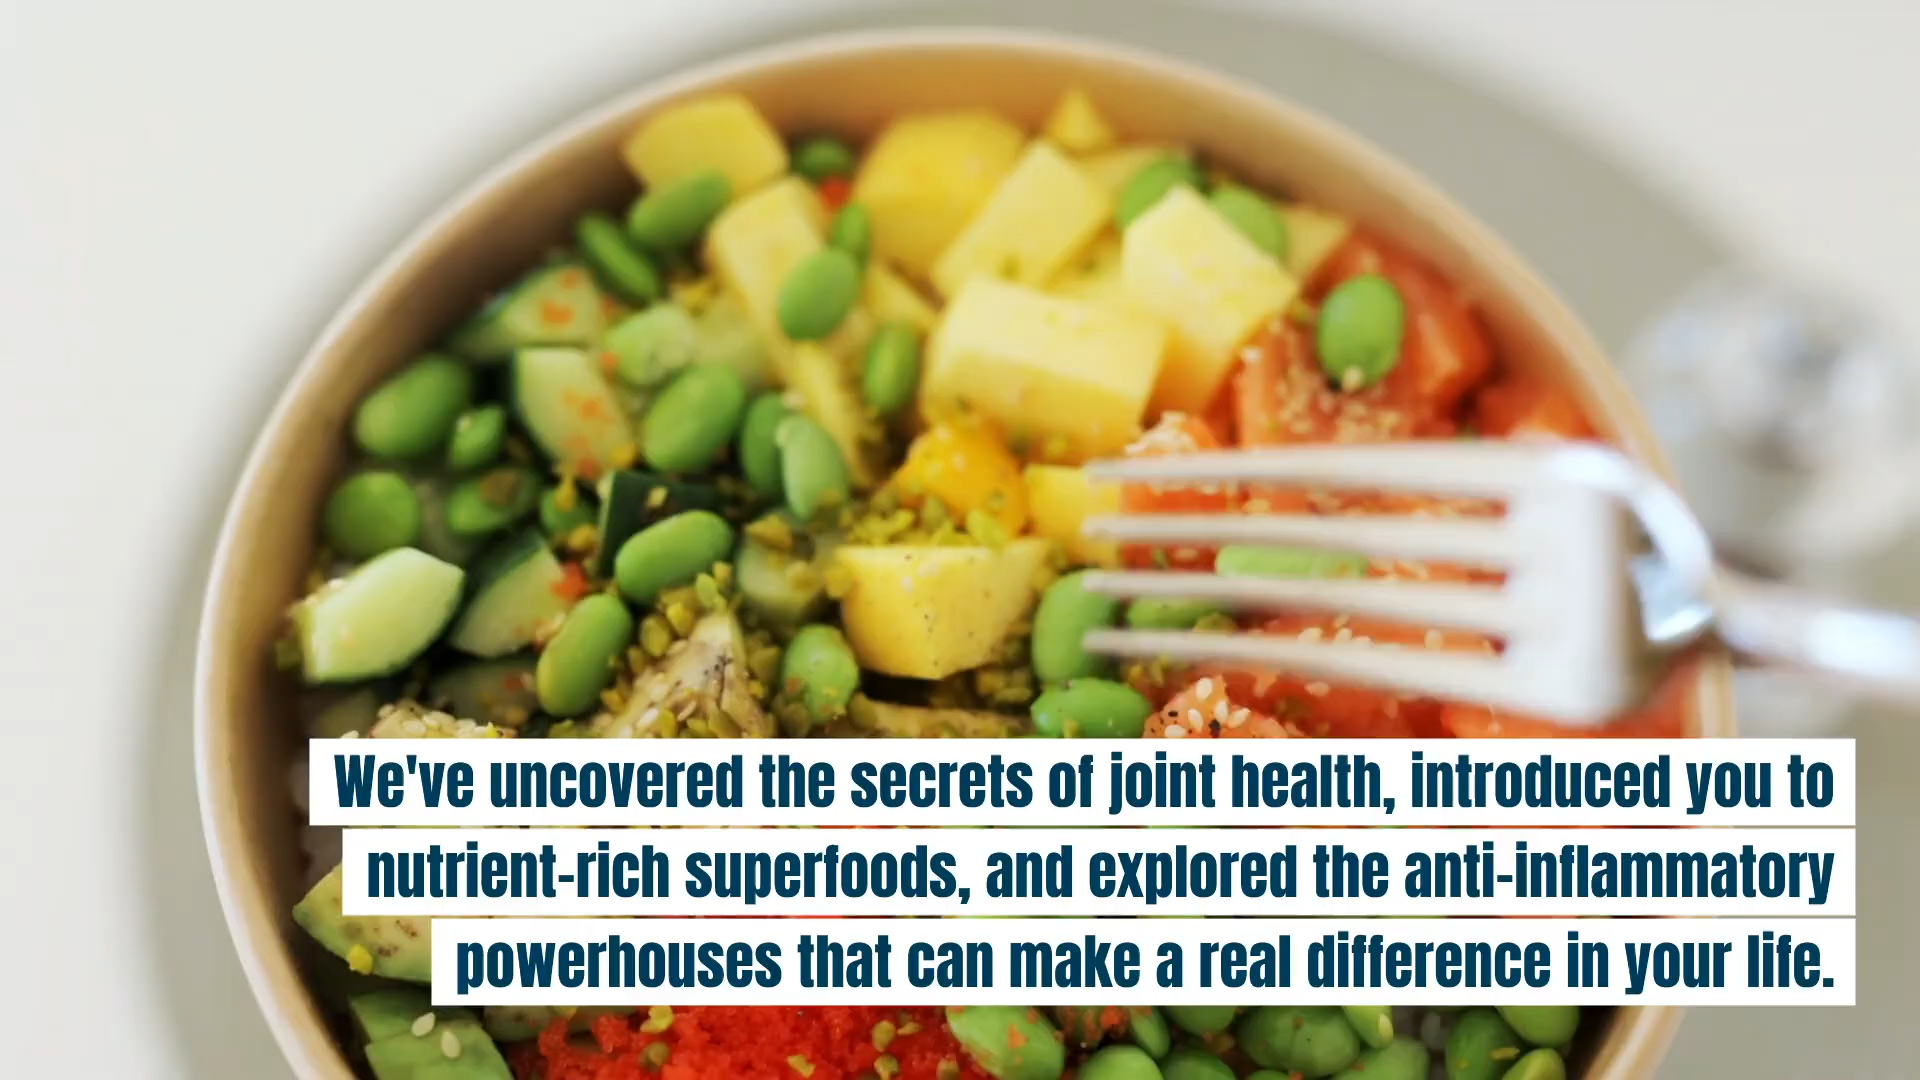 We've uncovered the secrets of joint health, introduced you to
nutrient-rich superfoods, and explored the anti-inflammatory
powerhouses that can make a real difference in your life.